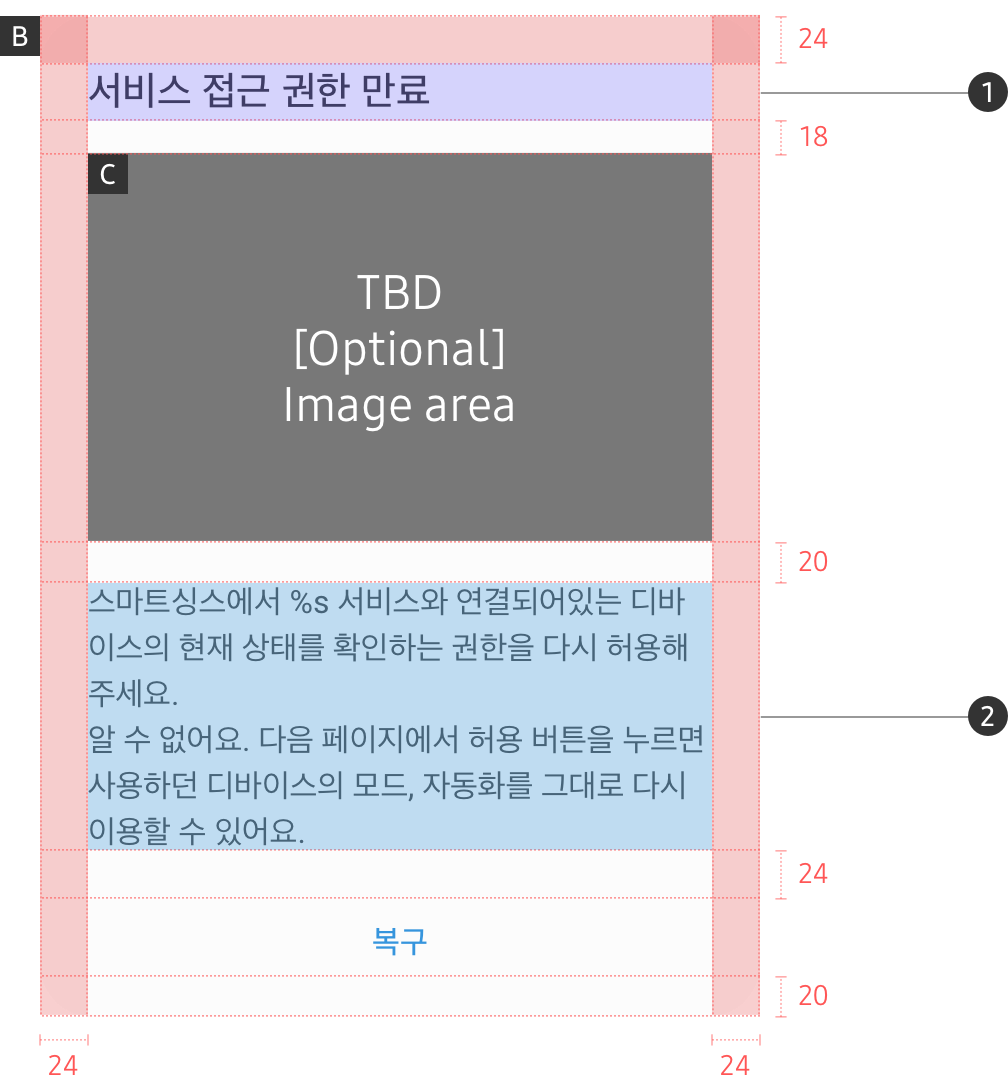 B
24
서비스 접근 권한 만료
1
18
C
TBD
[Optional]
Image area
20
스마트싱스에서 %s 서비스와 연결되어있는 디바
이스의 현재 상태를 확인하는 권한을 다시 허용해
주세요.
2
알 수 없어요. 다음 페이지에서 허용 버튼을 누르면
사용하던 디바이스의 모드, 자동화를 그대로 다시
이용할 수 있어요.
24
복구
20
24
24